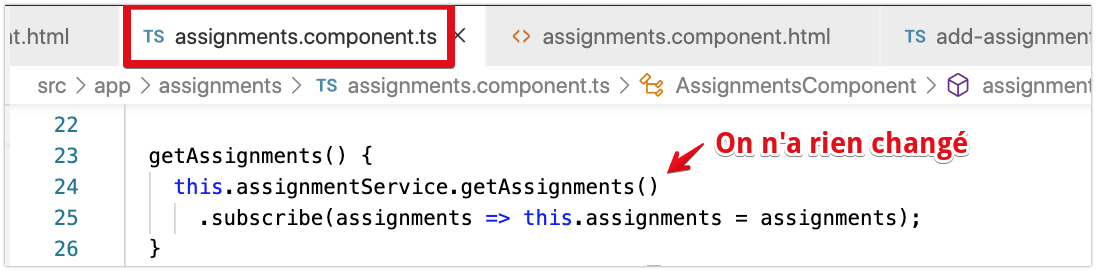 t.html TS assignments.component.ts × <> assignments.component.html TS add-assignment
src > app > assignments > TS assignments.component.ts > AssignmentsComponent > assignment
22
23 getAssignments() {
On n'a rien changé
24 this.assignmentService.getAssignments()
25 .subscribe(assignments => this.assignments = assignments);
26 }